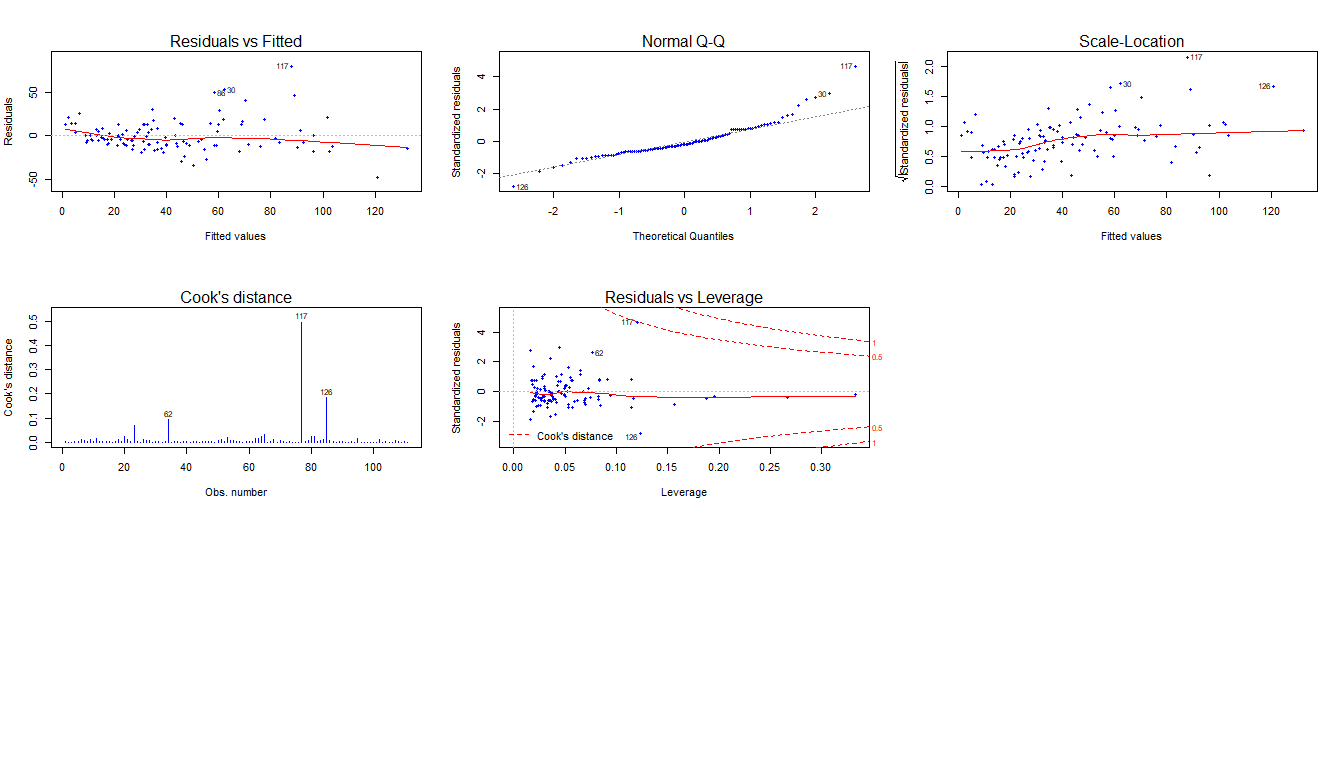 Residuals vs Fitted
Residuals
50
0
-50
117
86
30
0 20 40 60 80 100 120
Fitted values
Normal Q-Q
Standardized residuals
4
2
0
-2
117
30
126
-2 -1 0 1 2
Theoretical Quantiles
Scale-Location
√|Standardized residuals|
2.0
1.5
1.0
0.5
0.0
117
30
126
0 20 40 60 80 100 120
Fitted values
Cook's distance
Cook's distance
0.5
0.4
0.3
0.2
0.1
0.0
117
126
62
0 20 40 60 80 100
Obs. number
Residuals vs Leverage
Standardized residuals
4
2
0
-2
117
62
126
Cook's distance
1
0.5
0.5
1
0.00 0.05 0.10 0.15 0.20 0.25 0.30
Leverage